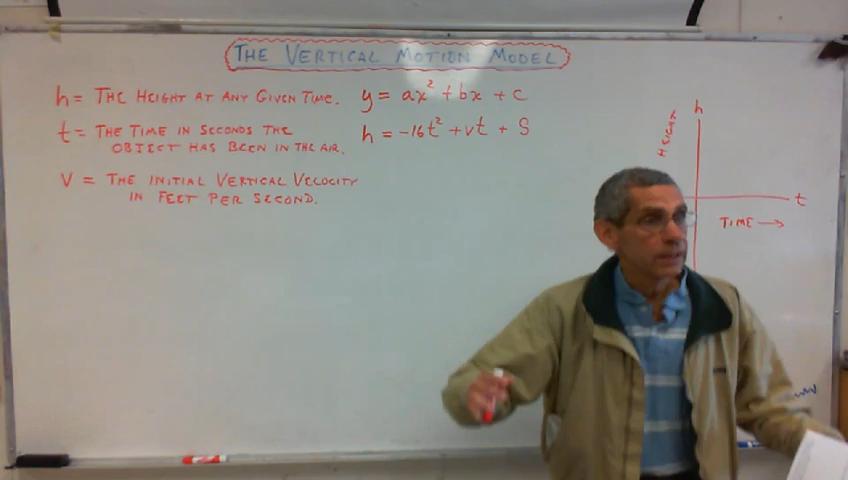 THE VERTICAL MOTION MODEL
h = THE HEIGHT AT ANY GIVEN TIME.
y = ax² + bx + c
t = THE TIME IN SECONDS THE
OBJECT HAS BEEN IN THE AIR.
h = -16t² + vt + s
V = THE INITIAL VERTICAL VELOCITY
IN FEET PER SECOND.
h
HEIGHT
t
TIME →